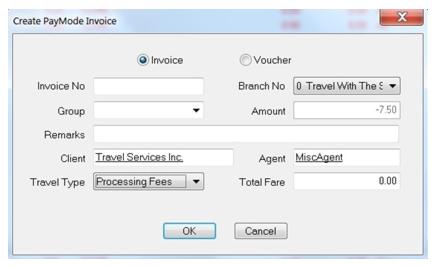 Create PayMode Invoice
Invoice Voucher
Invoice No Branch No 0 Travel With The S
Group Amount -7.50
Remarks
Client Travel Services Inc. Agent MiscAgent
Travel Type Processing Fees Total Fare 0.00
OK Cancel